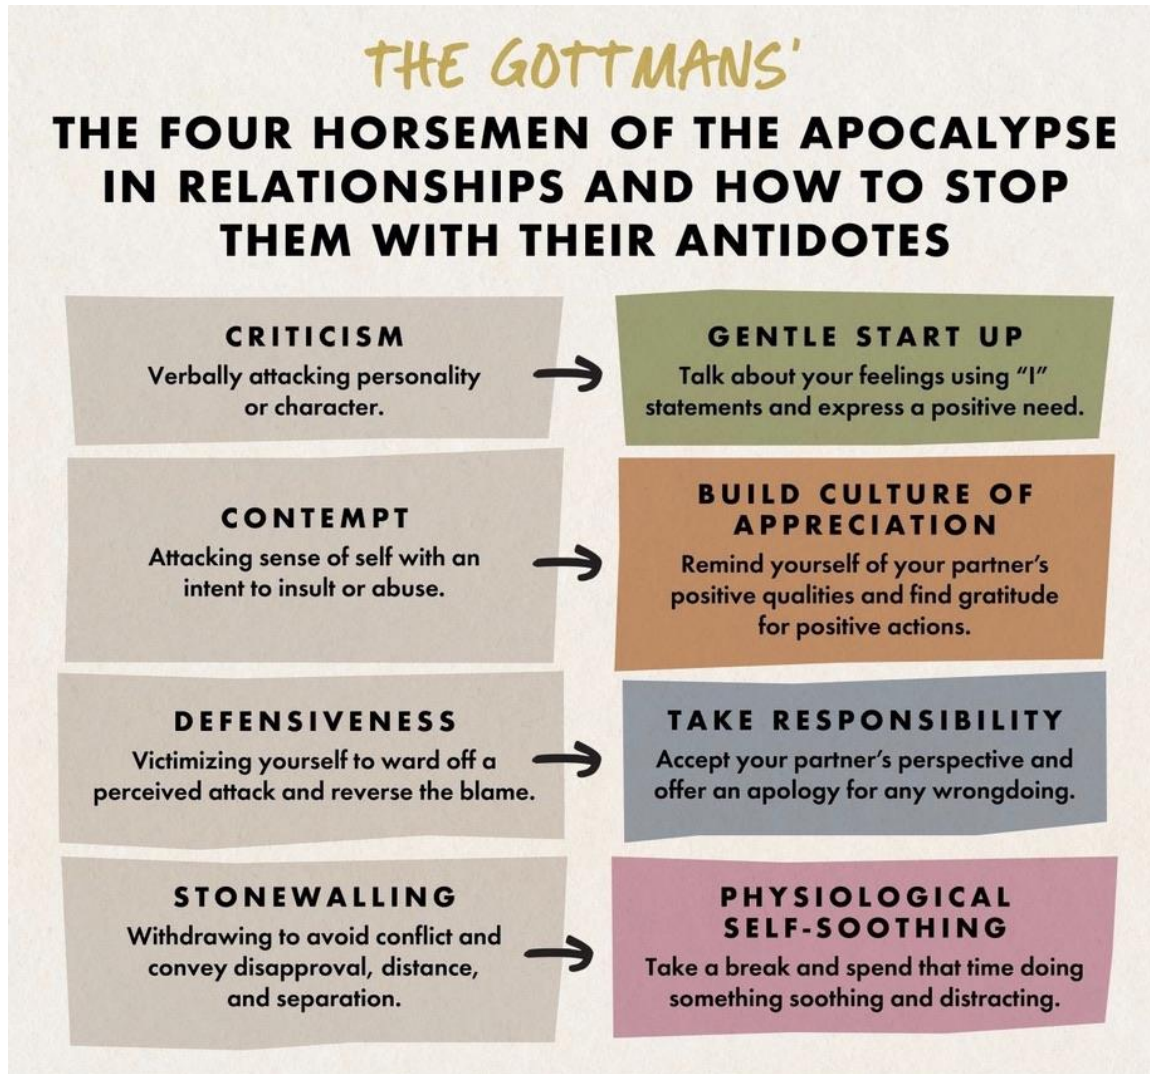 THE GOTTMANS'
THE FOUR HORSEMEN OF THE APOCALYPSE
IN RELATIONSHIPS AND HOW TO STOP
THEM WITH THEIR ANTIDOTES
CRITICISM
Verbally attacking personality
or character.
GENTLE START UP
Talk about your feelings using “I”
statements and express a positive need.
CONTEMPT
Attacking sense of self with an
intent to insult or abuse.
BUILD CULTURE OF
APPRECIATION
Remind yourself of your partner’s
positive qualities and find gratitude
for positive actions.
DEFENSIVENESS
Victimizing yourself to ward off a
perceived attack and reverse the blame.
TAKE RESPONSIBILITY
Accept your partner’s perspective and
offer an apology for any wrongdoing.
STONEWALLING
Withdrawing to avoid conflict and
convey disapproval, distance,
and separation.
PHYSIOLOGICAL
SELF-SOOTHING
Take a break and spend that time doing
something soothing and distracting.